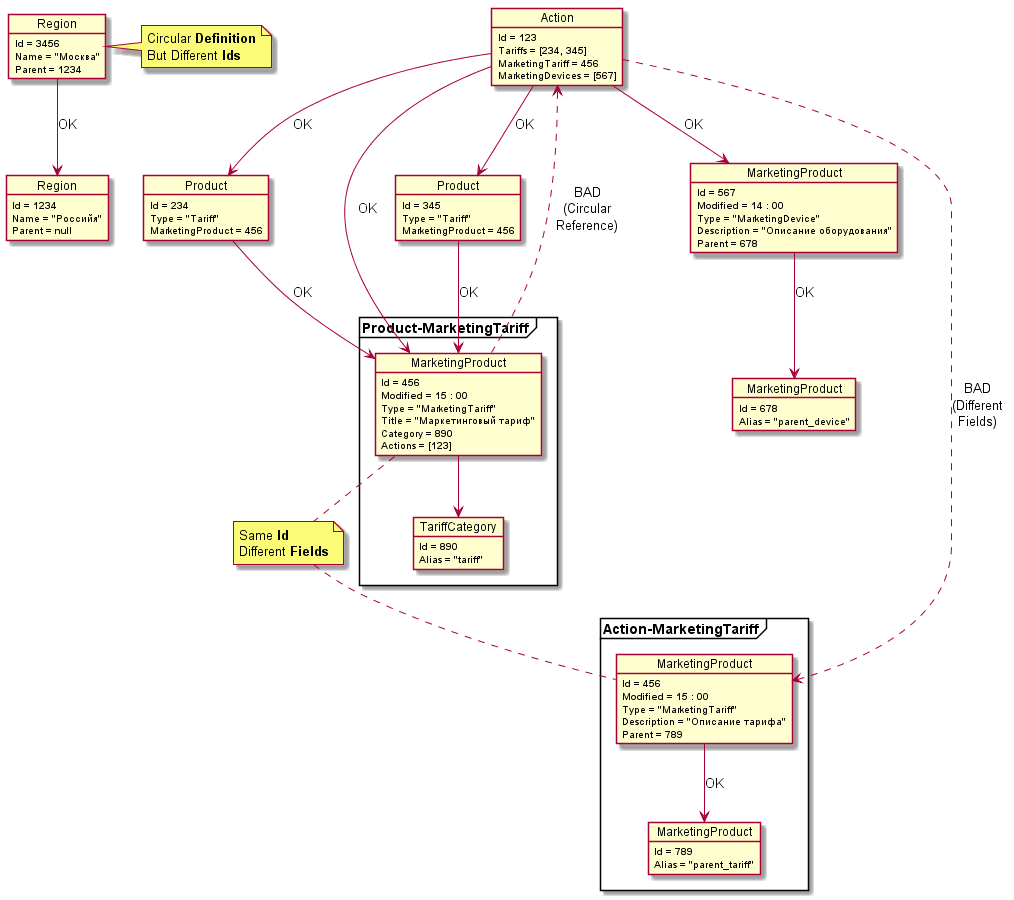 Region
Id = 3456
Name = "Москва"
Parent = 1234
Circular Definition
But Different Ids
Action
Id = 123
Tariffs = [234, 345]
MarketingTariff = 456
MarketingDevices = [567]
OK
OK
OK
OK
Region
Id = 1234
Name = "Россия"
Parent = null
Product
Id = 234
Type = "Tariff"
MarketingProduct = 456
OK
Product
Id = 345
Type = "Tariff"
MarketingProduct = 456
BAD
(Circular
Reference)
MarketingProduct
Id = 567
Modified = 14 : 00
Type = "MarketingDevice"
Description = "Описание оборудования"
Parent = 678
OK
OK
OK
Product-MarketingTariff
MarketingProduct
Id = 456
Modified = 15 : 00
Type = "MarketingTariff"
Title = "Маркетинговый тариф"
Category = 890
Actions = [123]
MarketingProduct
Id = 678
Alias = "parent_device"
BAD
(Different
Fields)
Same Id
Different Fields
TariffCategory
Id = 890
Alias = "tariff"
Action-MarketingTariff
MarketingProduct
Id = 456
Modified = 15 : 00
Type = "MarketingTariff"
Description = "Описание тарифа"
Parent = 789
OK
MarketingProduct
Id = 789
Alias = "parent_tariff"